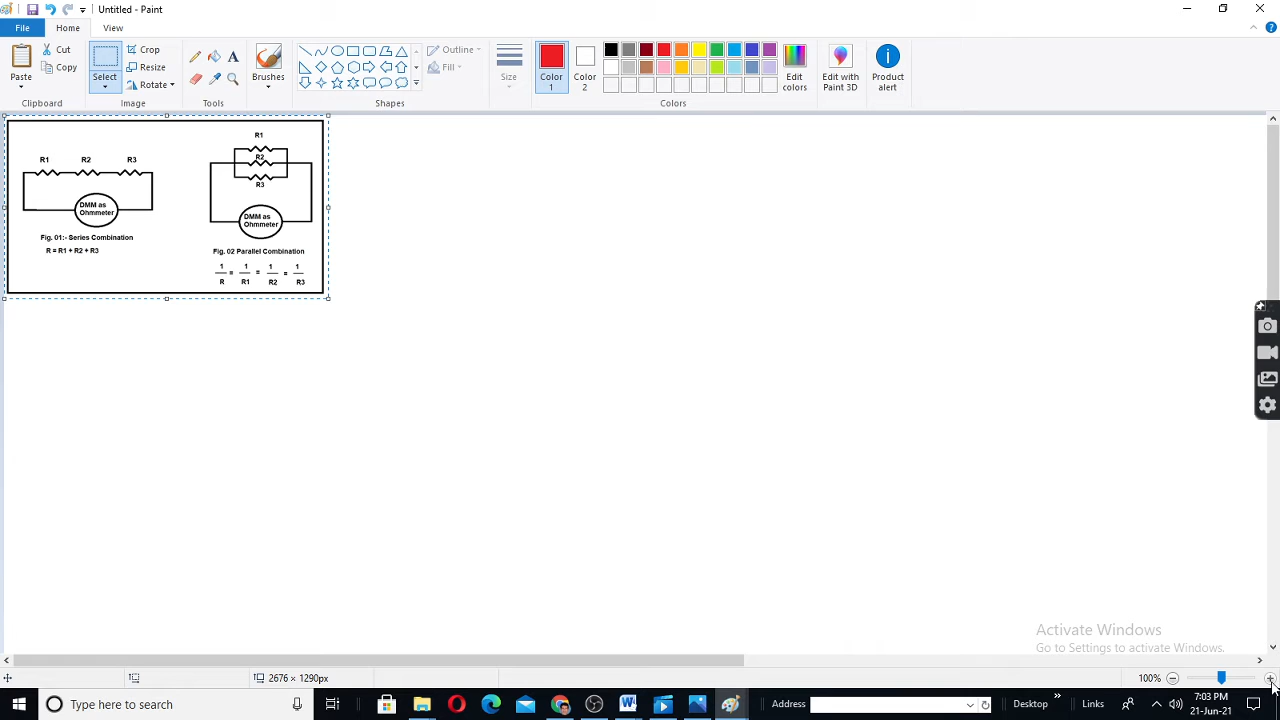 Untitled - Paint
File Home View
Paste
Cut
Copy
Clipboard
Select
Crop
Resize
Rotate
Image
A
Tools
Brushes
Outline
Fill
Shapes
Size
Color 1
Color 2
Edit colors
Colors
Edit with Paint 3D
Product alert
R1 R2 R3
DMM as
Ohmmeter
Fig. 01:- Series Combination
R = R1 + R2 + R3
R1
R2
R3
DMM as
Ohmmeter
Fig. 02 Parallel Combination
1 1 1 1
= = =
R R1 R2 R3
Activate Windows
Go to Settings to activate Windows.
2676 × 1290px
100%
Type here to search
Address
Desktop
Links
7:03 PM
21-Jun-21